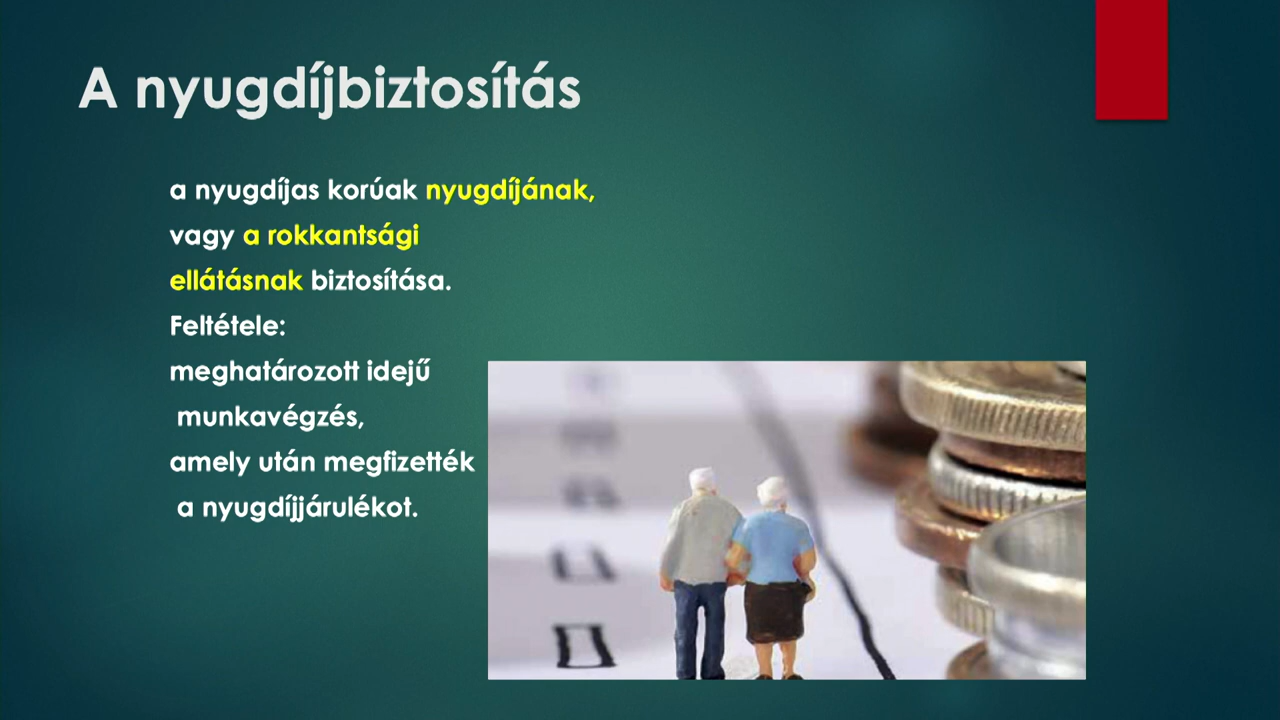 A nyugdíjbiztosítás
a nyugdíjas korúak nyugdíjának,
vagy a rokkantsági
ellátásnak biztosítása.
Feltétele:
meghatározott idejű
munkavégzés,
amely után megfizették
a nyugdíjjárulékot.